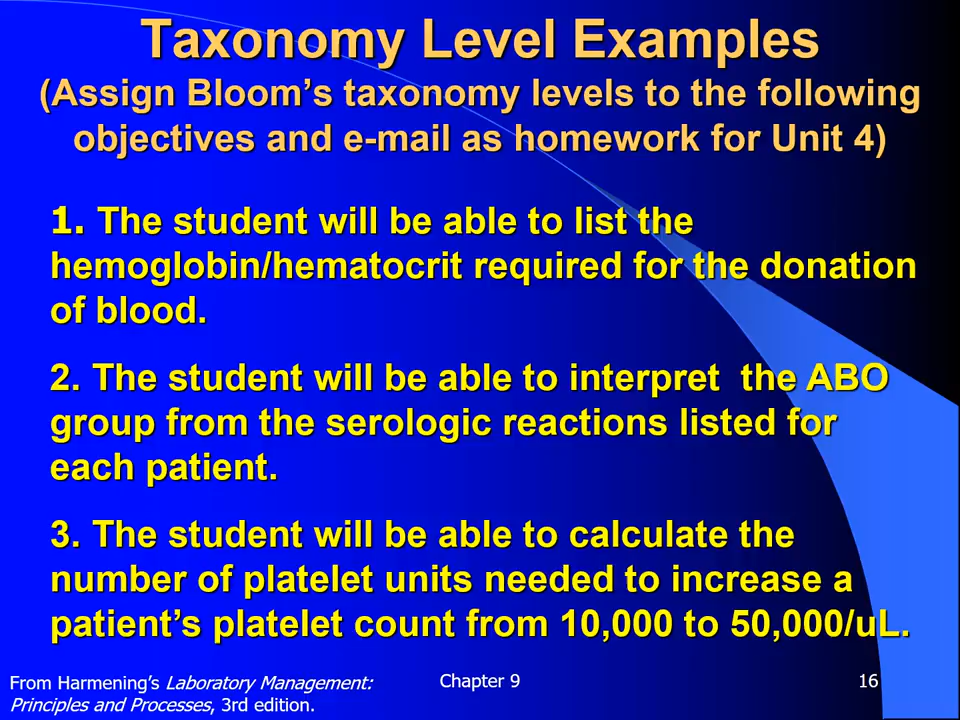 Taxonomy Level Examples
(Assign Bloom’s taxonomy levels to the following
objectives and e-mail as homework for Unit 4)
1. The student will be able to list the
hemoglobin/hematocrit required for the donation
of blood.
2. The student will be able to interpret the ABO
group from the serologic reactions listed for
each patient.
3. The student will be able to calculate the
number of platelet units needed to increase a
patient’s platelet count from 10,000 to 50,000/uL.
From Harmening’s Laboratory Management:
Principles and Processes, 3rd edition.
Chapter 9
16